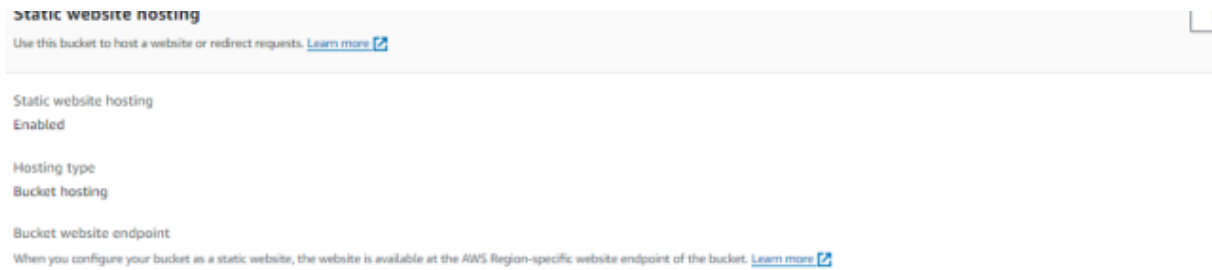 Static website hosting
Use this bucket to host a website or redirect requests. Learn more
Static website hosting
Enabled
Hosting type
Bucket hosting
Bucket website endpoint
When you configure your bucket as a static website, the website is available at the AWS Region-specific website endpoint of the bucket. Learn more